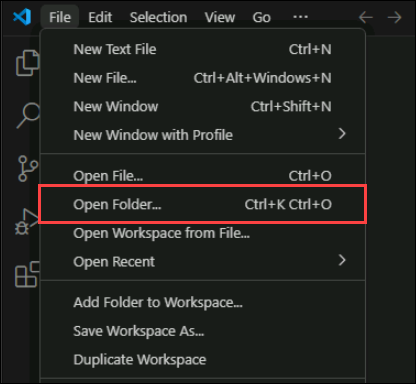 File Edit Selection View Go ...
New Text File Ctrl+N
New File... Ctrl+Alt+Windows+N
New Window Ctrl+Shift+N
New Window with Profile
Open File... Ctrl+O
Open Folder... Ctrl+K Ctrl+O
Open Workspace from File...
Open Recent
Add Folder to Workspace...
Save Workspace As...
Duplicate Workspace